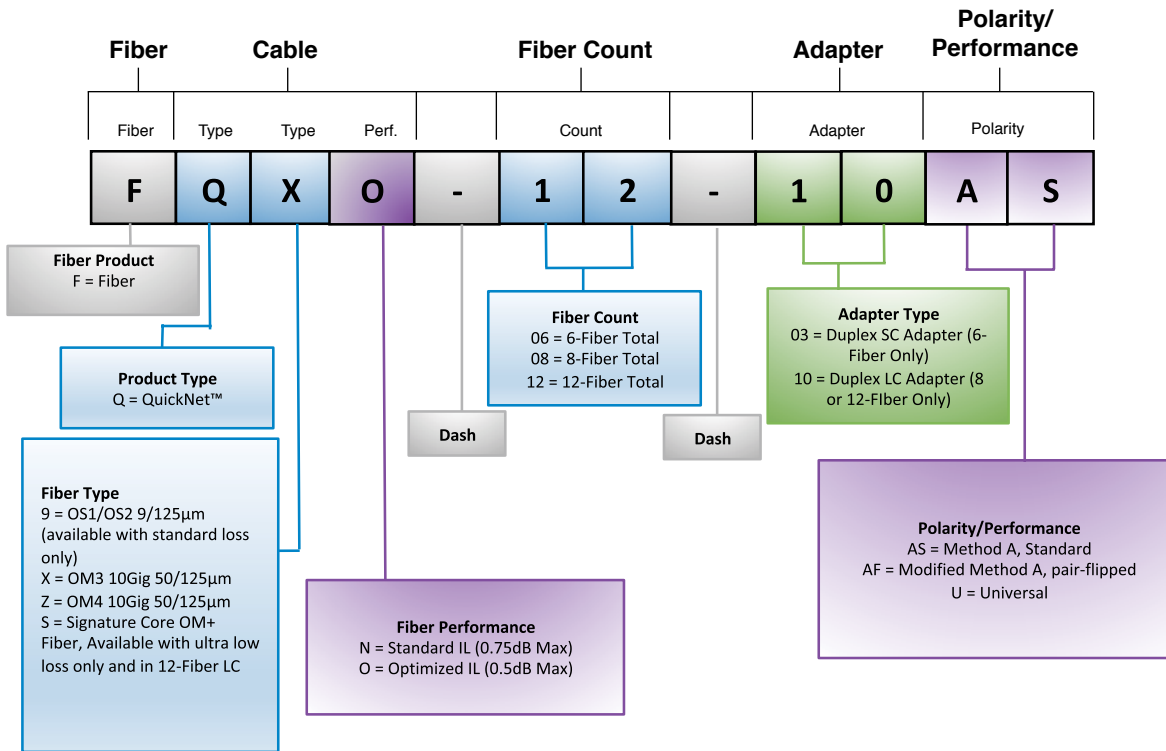 Fiber
Cable
Fiber Count
Adapter
Polarity/
PERFORMANCE
Fiber
Type
Type
Perf.
Count
Adapter
Polarity
F
Q
X
O
-
1
2
-
1
0
A
S
Fiber Product
F = Fiber
Product Type
Q = QuickNet™
Fiber Type
9 = OS1/OS2 9/125µm
(available with standard loss
only)
X = OM3 10Gig 50/125µm
Z = OM4 10Gig 50/125µm
S = Signature Core OM+
Fiber, Available with ultra low
loss only and in 12-Fiber LC
Fiber Performance
N = Standard IL (0.75dB Max)
O = Optimized IL (0.5dB Max)
Dash
Fiber Count
06 = 6-Fiber Total
08 = 8-Fiber Total
12 = 12-Fiber Total
Dash
Adapter Type
03 = Duplex SC Adapter (6-
Fiber Only)
10 = Duplex LC Adapter (8
or 12-FIber Only)
Polarity/Performance
AS = Method A, Standard
AF = Modified Method A, pair-flipped
U = Universal